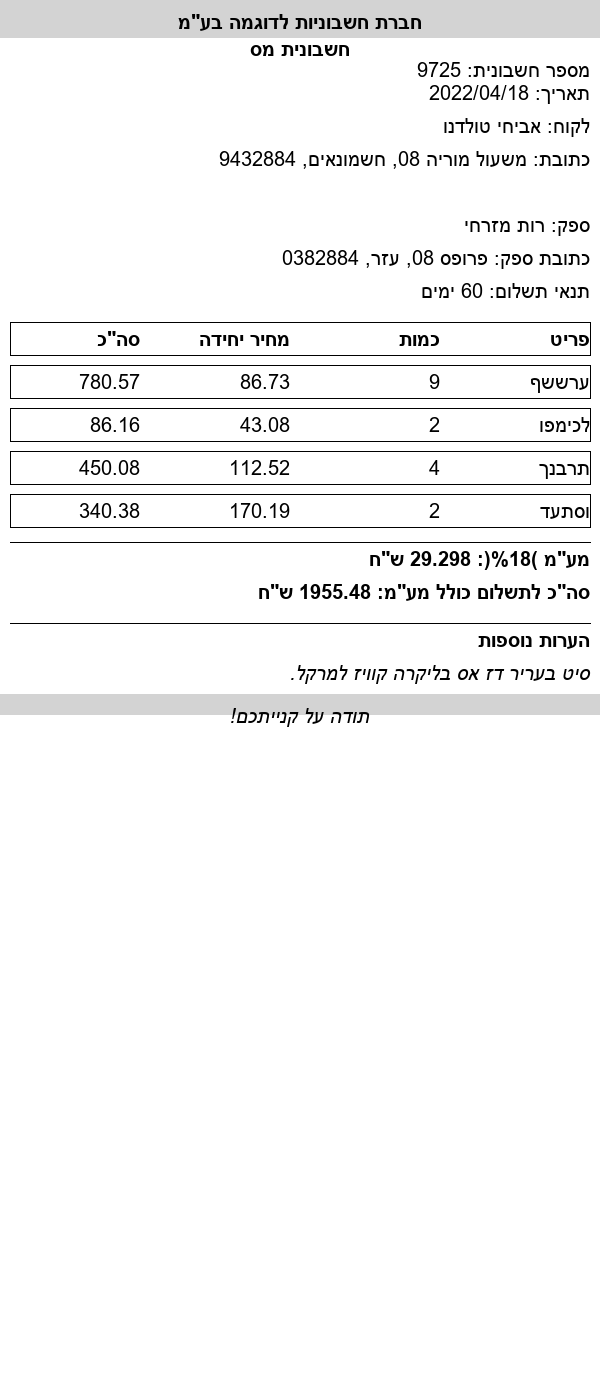 חברת חשבוניות לדוגמה בע"מ
חשבונית מס
מספר חשבונית: 9725
תאריך: 2022/04/18
לקוח: אביחי טולדנו
כתובת: משעול מוריה 08, חשמונאים, 9432884
ספק: רות מזרחי
כתובת ספק: פרופס 08, עזר, 0382884
תנאי תשלום: 60 ימים
פריט כמות מחיר יחידה סה"כ
ערששף 9 86.73 780.57
לכימפו 2 43.08 86.16
תרבנך 4 112.52 450.08
וסתעד 2 170.19 340.38
מע"מ )18%(: 29.298 ש"ח
סה"כ לתשלום כולל מע"מ: 1955.48 ש"ח
הערות נוספות
סיט בעריר דז אס בליקרה קוויז למרקל.
תודה על קנייתכם!